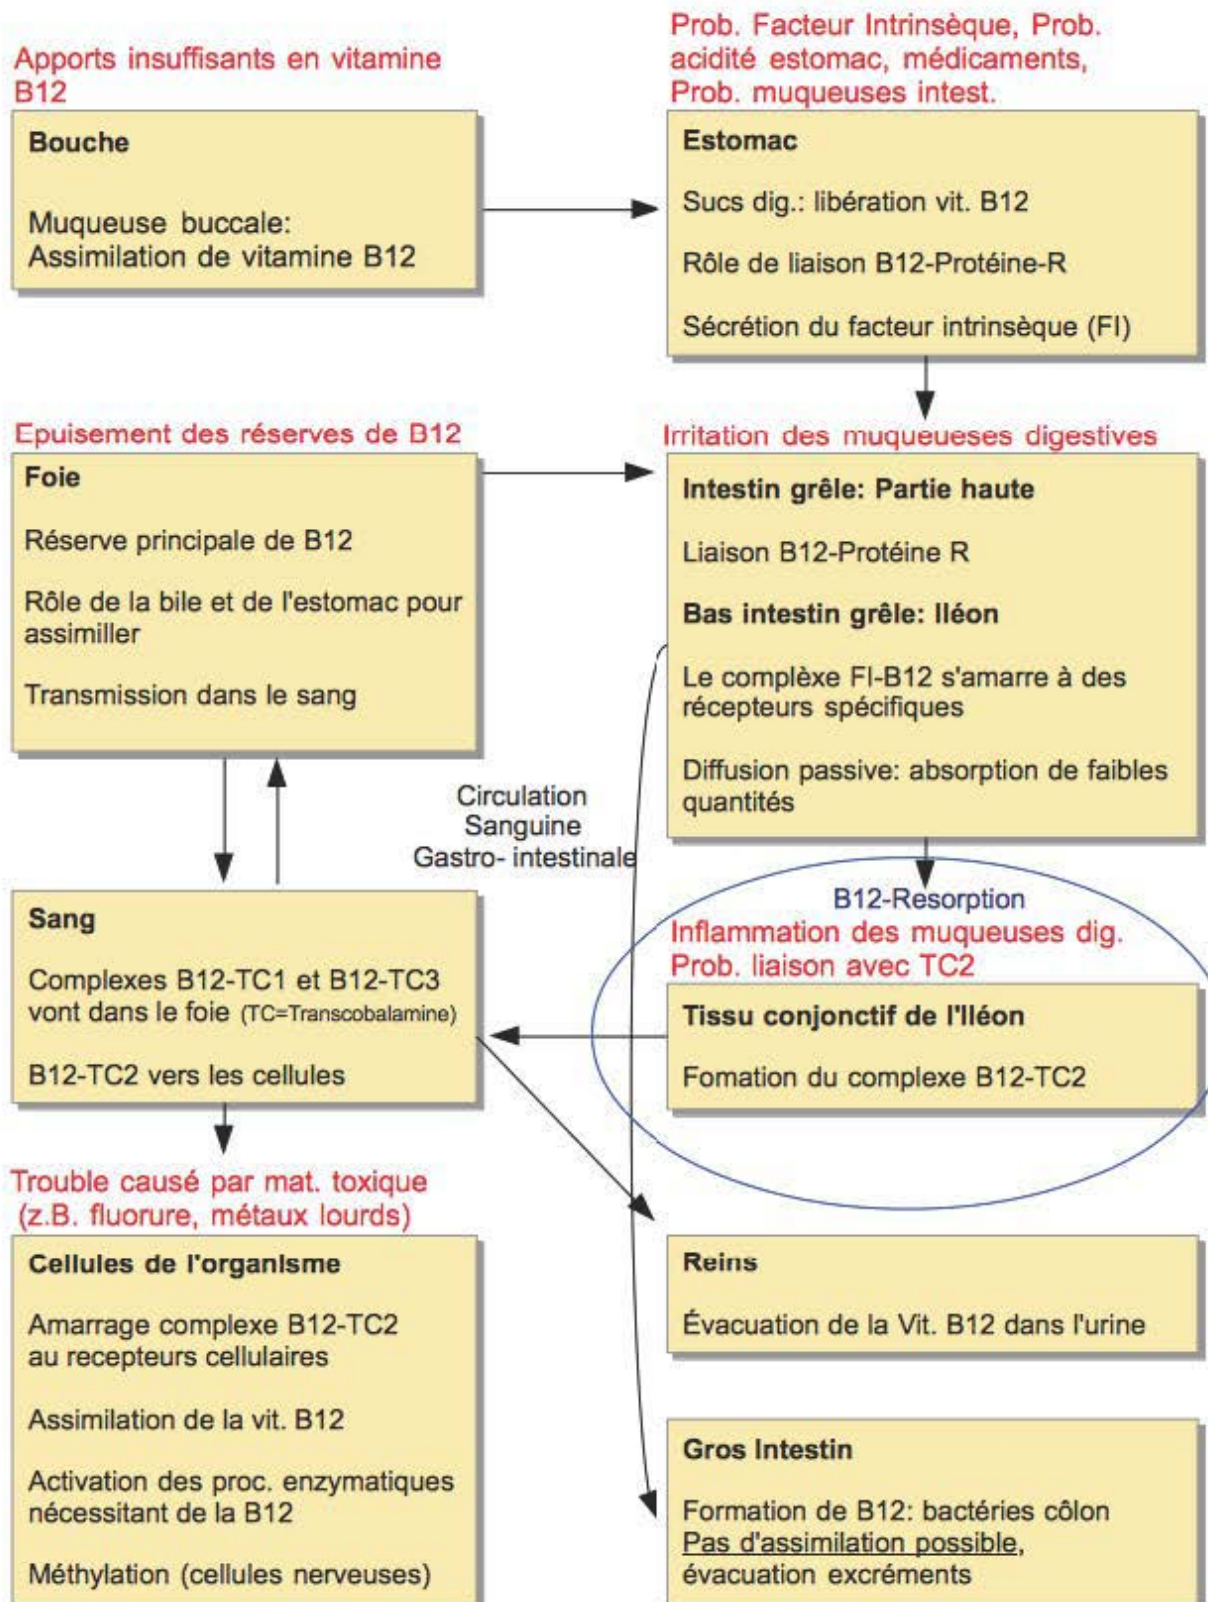 Apports insuffisants en vitamine
B12
Bouche
Muqueuse buccale:
Assimilation de vitamine B12
Prob. Facteur Intrinsèque, Prob.
acidité estomac, médicaments,
Prob. muqueuses intest.
Estomac
Sucs dig.: libération vit. B12
Rôle de liaison B12-Protéine-R
Sécrétion du facteur intrinsèque (FI)
Epuisement des réserves de B12
Foie
Réserve principale de B12
Rôle de la bile et de l'estomac pour
assimiller
Transmission dans le sang
Irritation des muqueueses digestives
Intestin grêle: Partie haute
Liaison B12-Protéine R
Bas intestin grêle: Iléon
Le complèxe FI-B12 s'amarre à des
récepteurs spécifiques
Diffusion passive: absorption de faibles
quantités
Circulation
Sanguine
Gastro- intestinale
Sang
Complexes B12-TC1 et B12-TC3
vont dans le foie (TC=Transcobalamine)
B12-TC2 vers les cellules
B12-Resorption
Inflammation des muqueuses dig.
Prob. liaison avec TC2
Tissu conjonctif de l'Iléon
Fomation du complexe B12-TC2
Trouble causé par mat. toxique
(z.B. fluorure, métaux lourds)
Cellules de l'organisme
Amarrage complexe B12-TC2
au recepteurs cellulaires
Assimilation de la vit. B12
Activation des proc. enzymatiques
nécessitant de la B12
Méthylation (cellules nerveuses)
Reins
Évacuation de la Vit. B12 dans l'urine
Gros Intestin
Formation de B12: bactéries côlon
Pas d'assimilation possible,
évacuation excréments